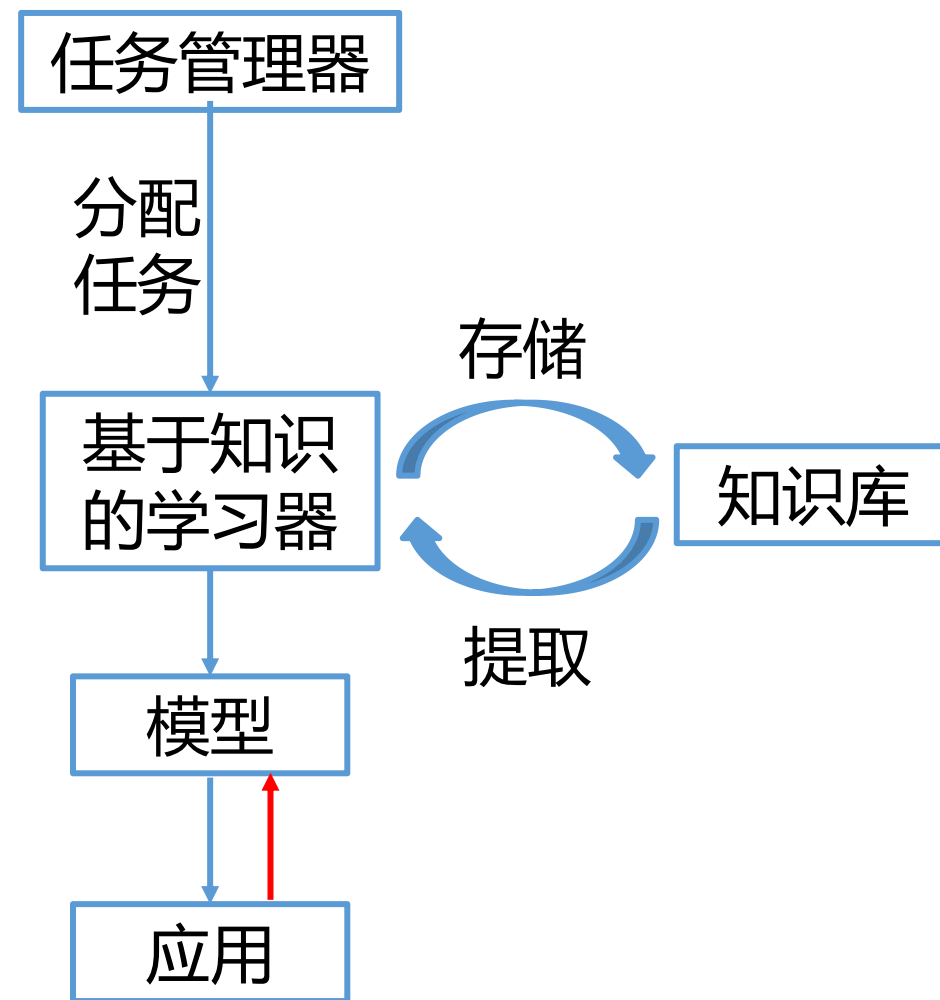 任务管理器
分配
任务
存储
基于知识
的学习器
知识库
提取
模型
应用